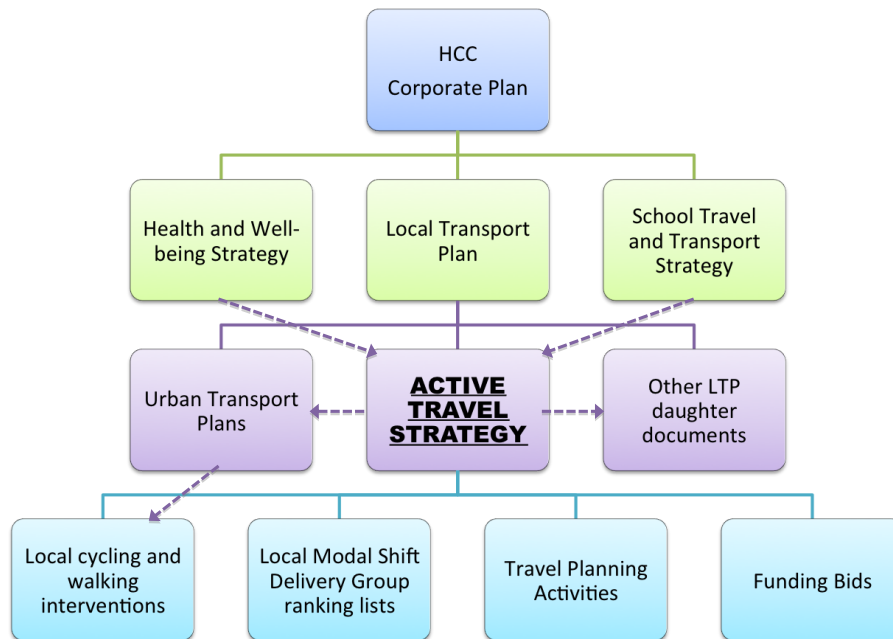 HCC
Corporate Plan
Health and Well-
being Strategy
Local Transport
Plan
School Travel
and Transport
Strategy
Urban Transport
Plans
ACTIVE
TRAVEL
STRATEGY
Other LTP
daughter
documents
Local cycling and
walking
interventions
Local Modal Shift
Delivery Group
ranking lists
Travel Planning
Activities
Funding Bids